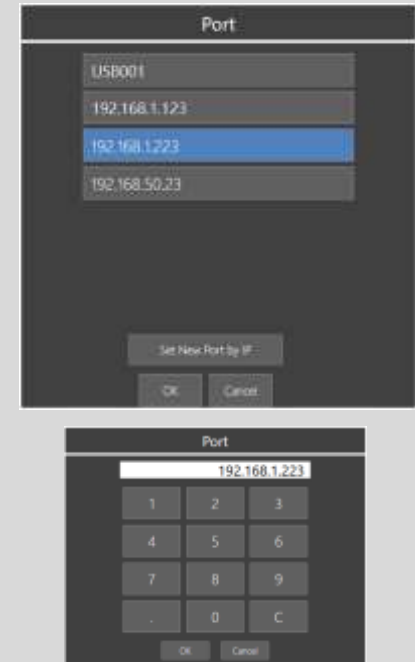 Port
USB001
192.168.1.123
192.168.1.223
192.168.50.23
Set New Port by IP
OK Cancel
Port
192.168.1.223
1 2 3
4 5 6
7 8 9
. 0 C
OK Cancel